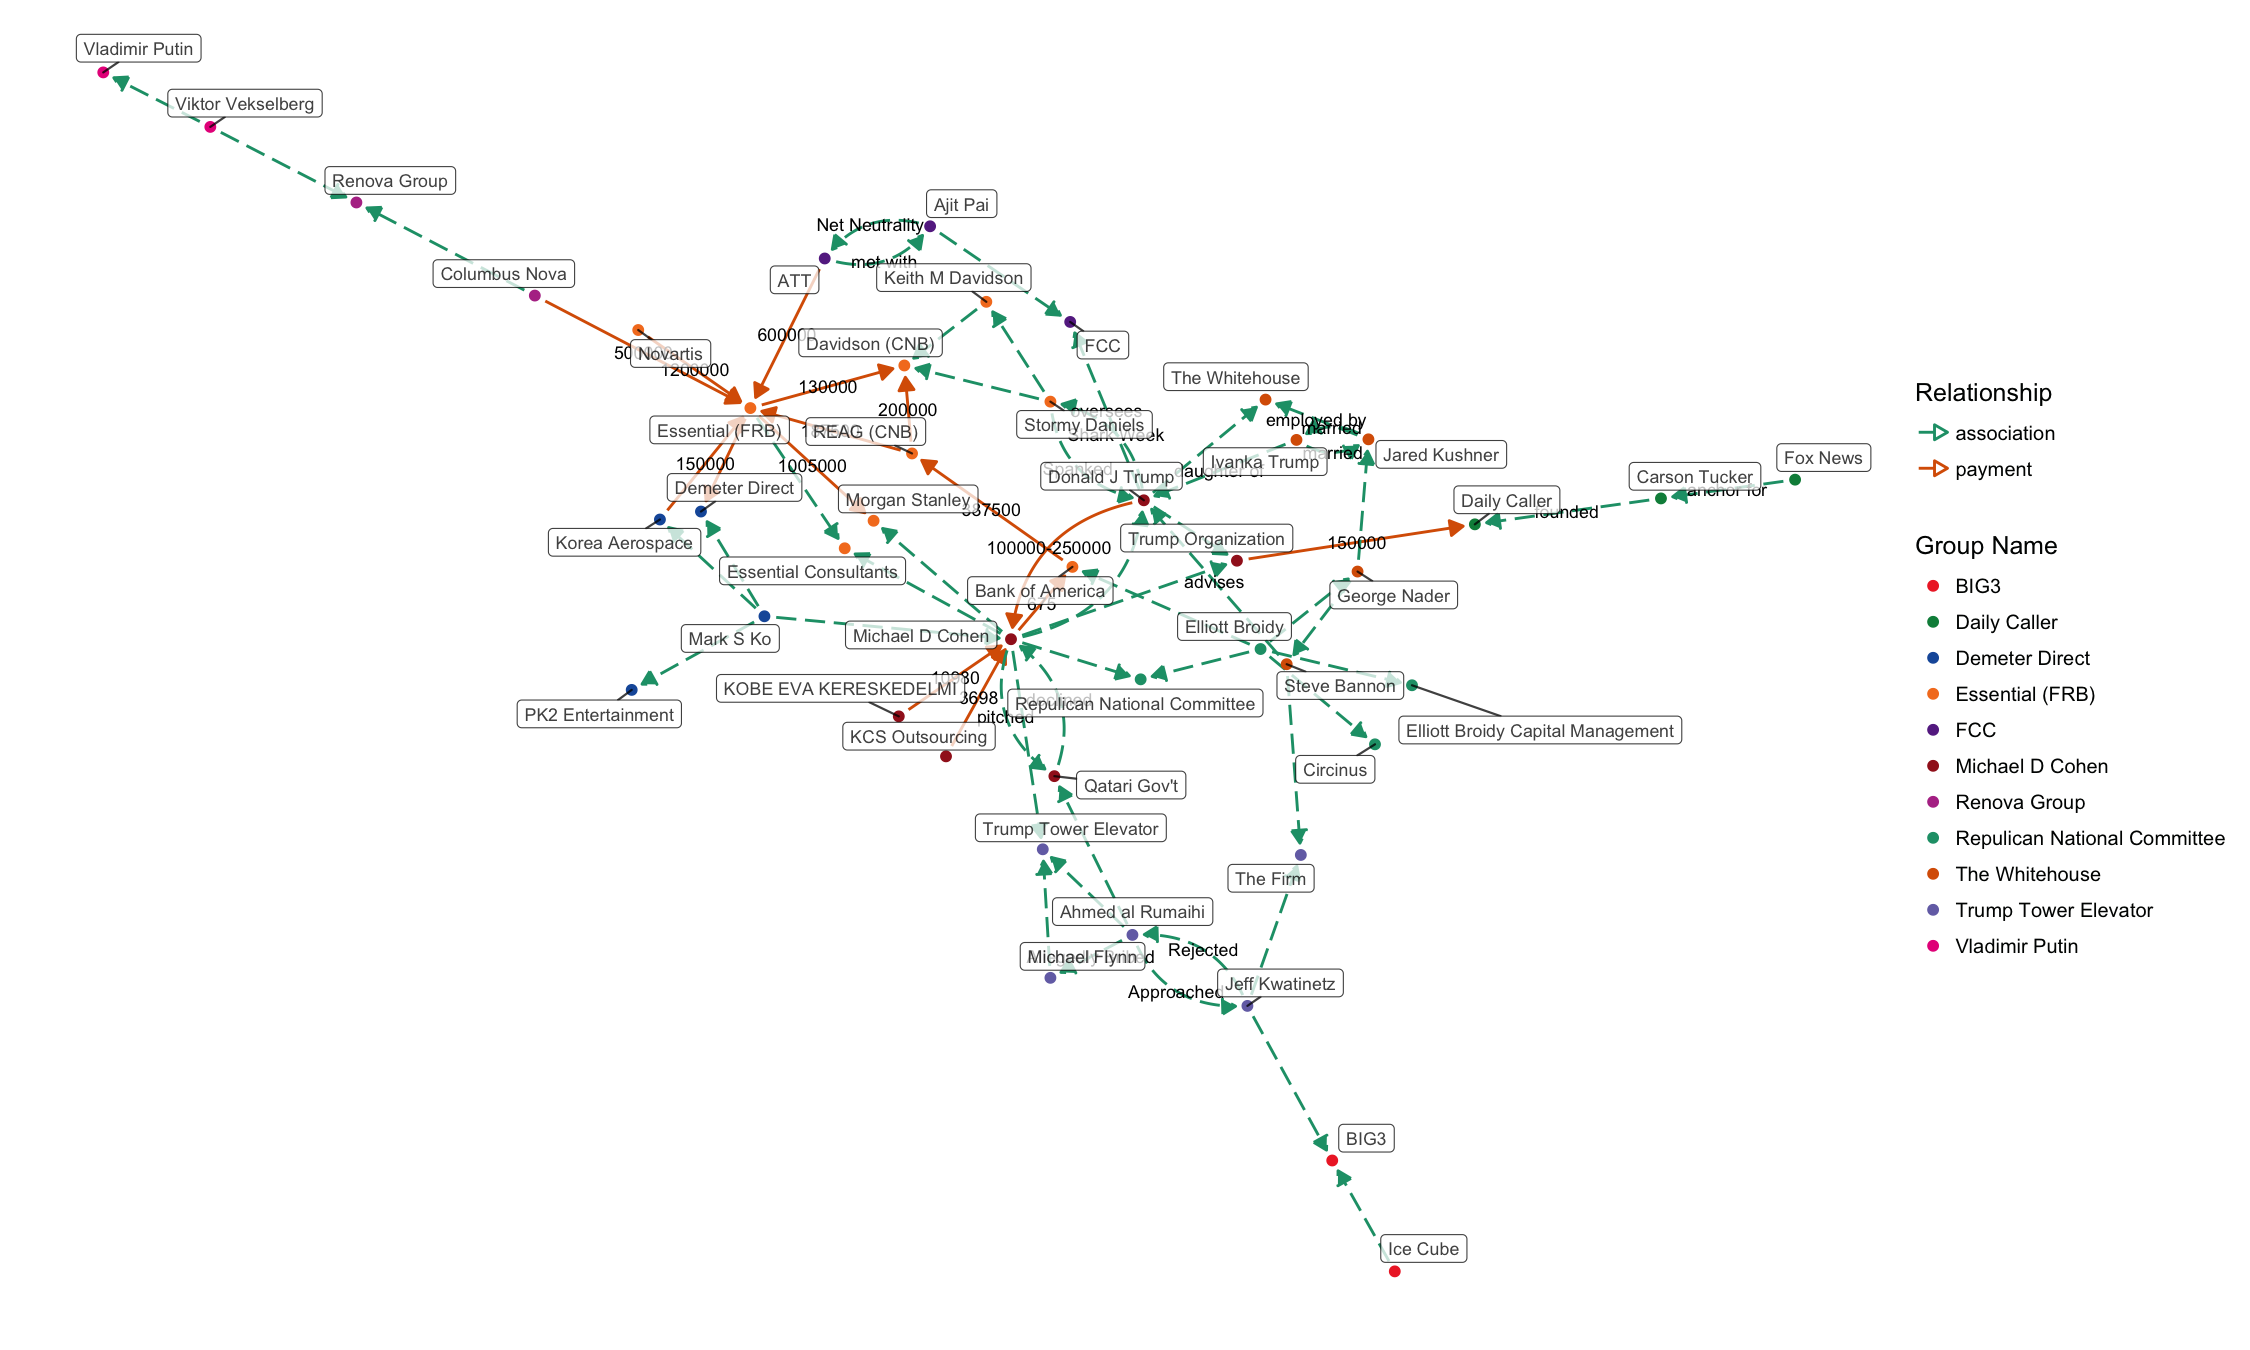 Vladimir Putin
Viktor Vekselberg
Renova Group
Ajit Pai
Net Neutrality
met with
Columbus Nova
ATT
Keith M Davidson
600000
Davidson (CNB)
FCC
Novartis
1200000
The Whitehouse
130000
200000
oversees
Stormy Daniels
Shark Week
employed by
married
married
Essential (FRB)
REAG (CNB)
Ivanka Trump
Jared Kushner
Fox News
150000
1005000
Spanked
Donald J Trump
daughter of
Carson Tucker
anchor for
Demeter Direct
Morgan Stanley
Daily Caller
founded
387500
Korea Aerospace
100000-250000
Trump Organization
150000
Essential Consultants
Bank of America
advises
675
George Nader
Mark S Ko
Michael D Cohen
Elliott Broidy
10980
KOBE EVA KERESKEDELMI
3698
declined
Repulican National Committee
Steve Bannon
PK2 Entertainment
pitched
KCS Outsourcing
Elliott Broidy Capital Management
Circinus
Qatari Gov't
Trump Tower Elevator
The Firm
Ahmed al Rumaihi
Michael Flynn
Rejected
Approached
Jeff Kwatinetz
BIG3
Ice Cube
Relationship
association
payment
Group Name
BIG3
Daily Caller
Demeter Direct
Essential (FRB)
FCC
Michael D Cohen
Renova Group
Repulican National Committee
The Whitehouse
Trump Tower Elevator
Vladimir Putin